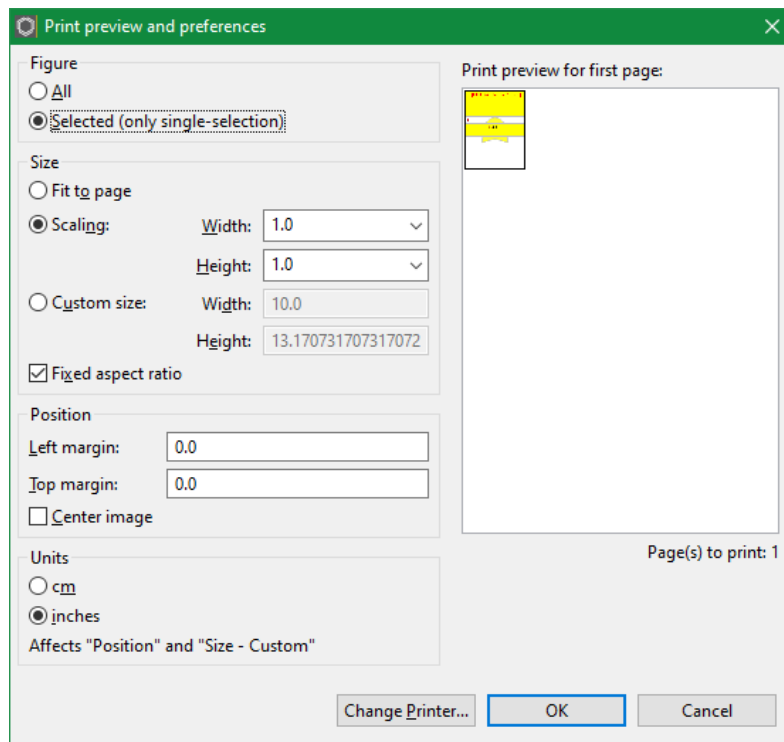 Print preview and preferences
Figure
All
Selected (only single-selection)
Size
Fit to page
Scaling:
Width: 1.0
Height: 1.0
Custom size:
Width: 10.0
Height: 13.170731707317072
Fixed aspect ratio
Position
Left margin: 0.0
Top margin: 0.0
Center image
Units
cm
inches
Affects "Position" and "Size - Custom"
Print preview for first page:
Page(s) to print: 1
Change Printer...
OK
Cancel